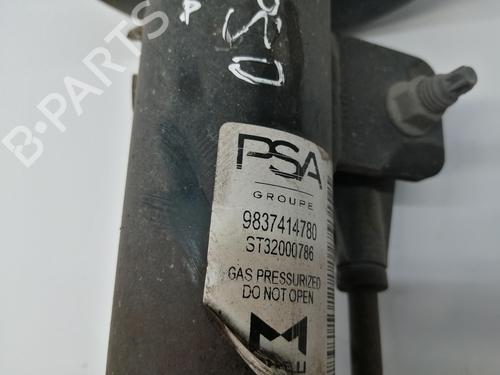 B-PARTS
PSA
GROUPE
9837414780
ST32000786
GAS PRESSURIZED
DO NOT OPEN